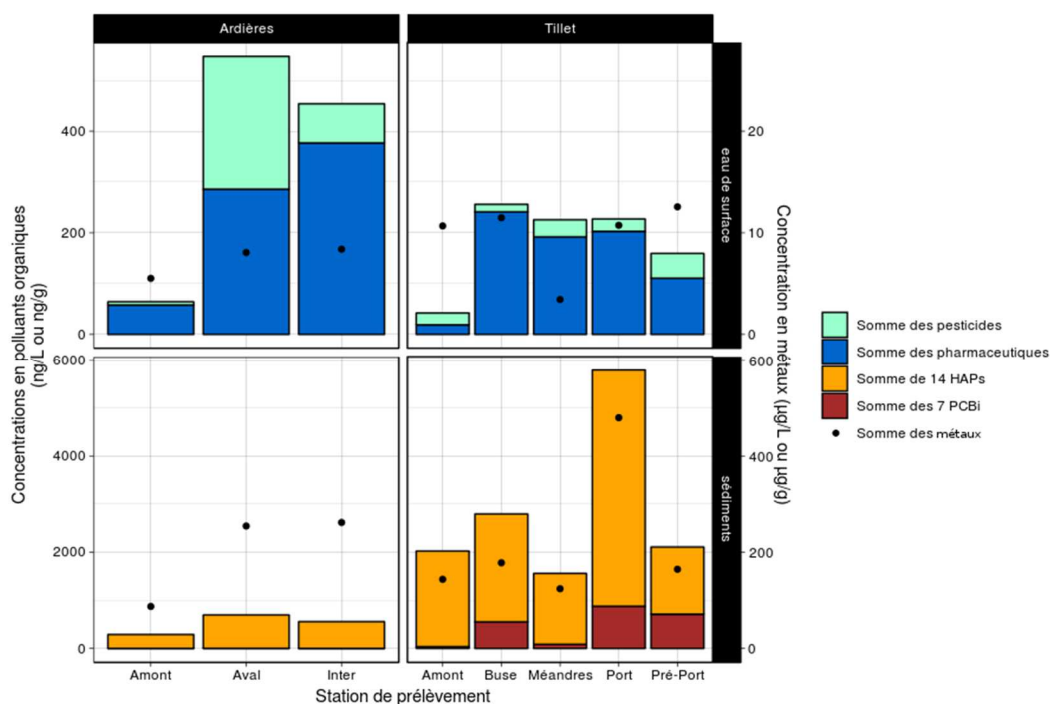 Ardières
Tillet
400
200
0
20
10
0
eau de surface
6000
4000
2000
0
600
400
200
0
sédiments
Concentrations en polluants organiques
(ng/L ou ng/g)
Concentration en métaux (µg/L ou µg/g)
Amont Aval Inter
Amont Buse Méandres Port Pré-Port
Station de prélèvement
Somme des pesticides
Somme des pharmaceutiques
Somme de 14 HAPs
Somme des 7 PCBi
Somme des métaux